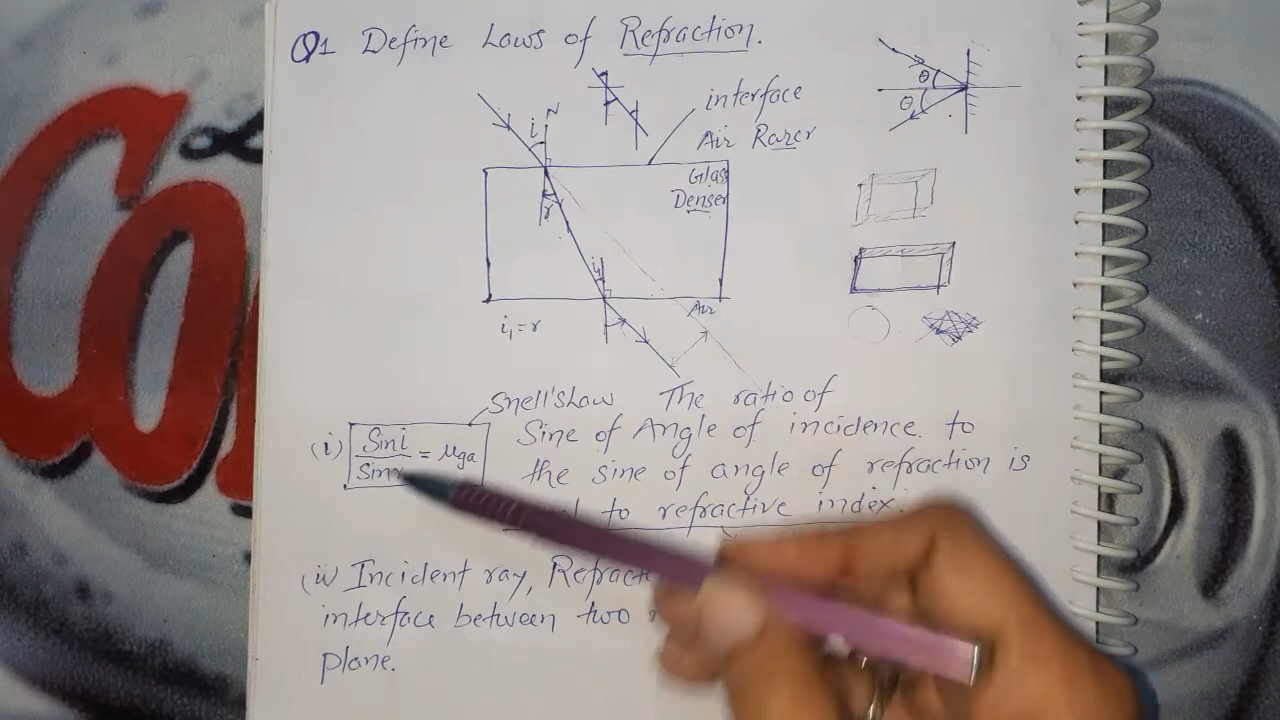 Q1 Define Laws of Refraction.
interface
Air Rarer
N
i
θ
θ
Glass
Denser
r
i₁
Air
i₁ = r
Snell's Law The ratio of
(i) Sin i / Sin r = μga Sine of Angle of incidence. to
the sine of angle of refraction is
to refractive index.
(ii) Incident ray,
interface between two
plane.